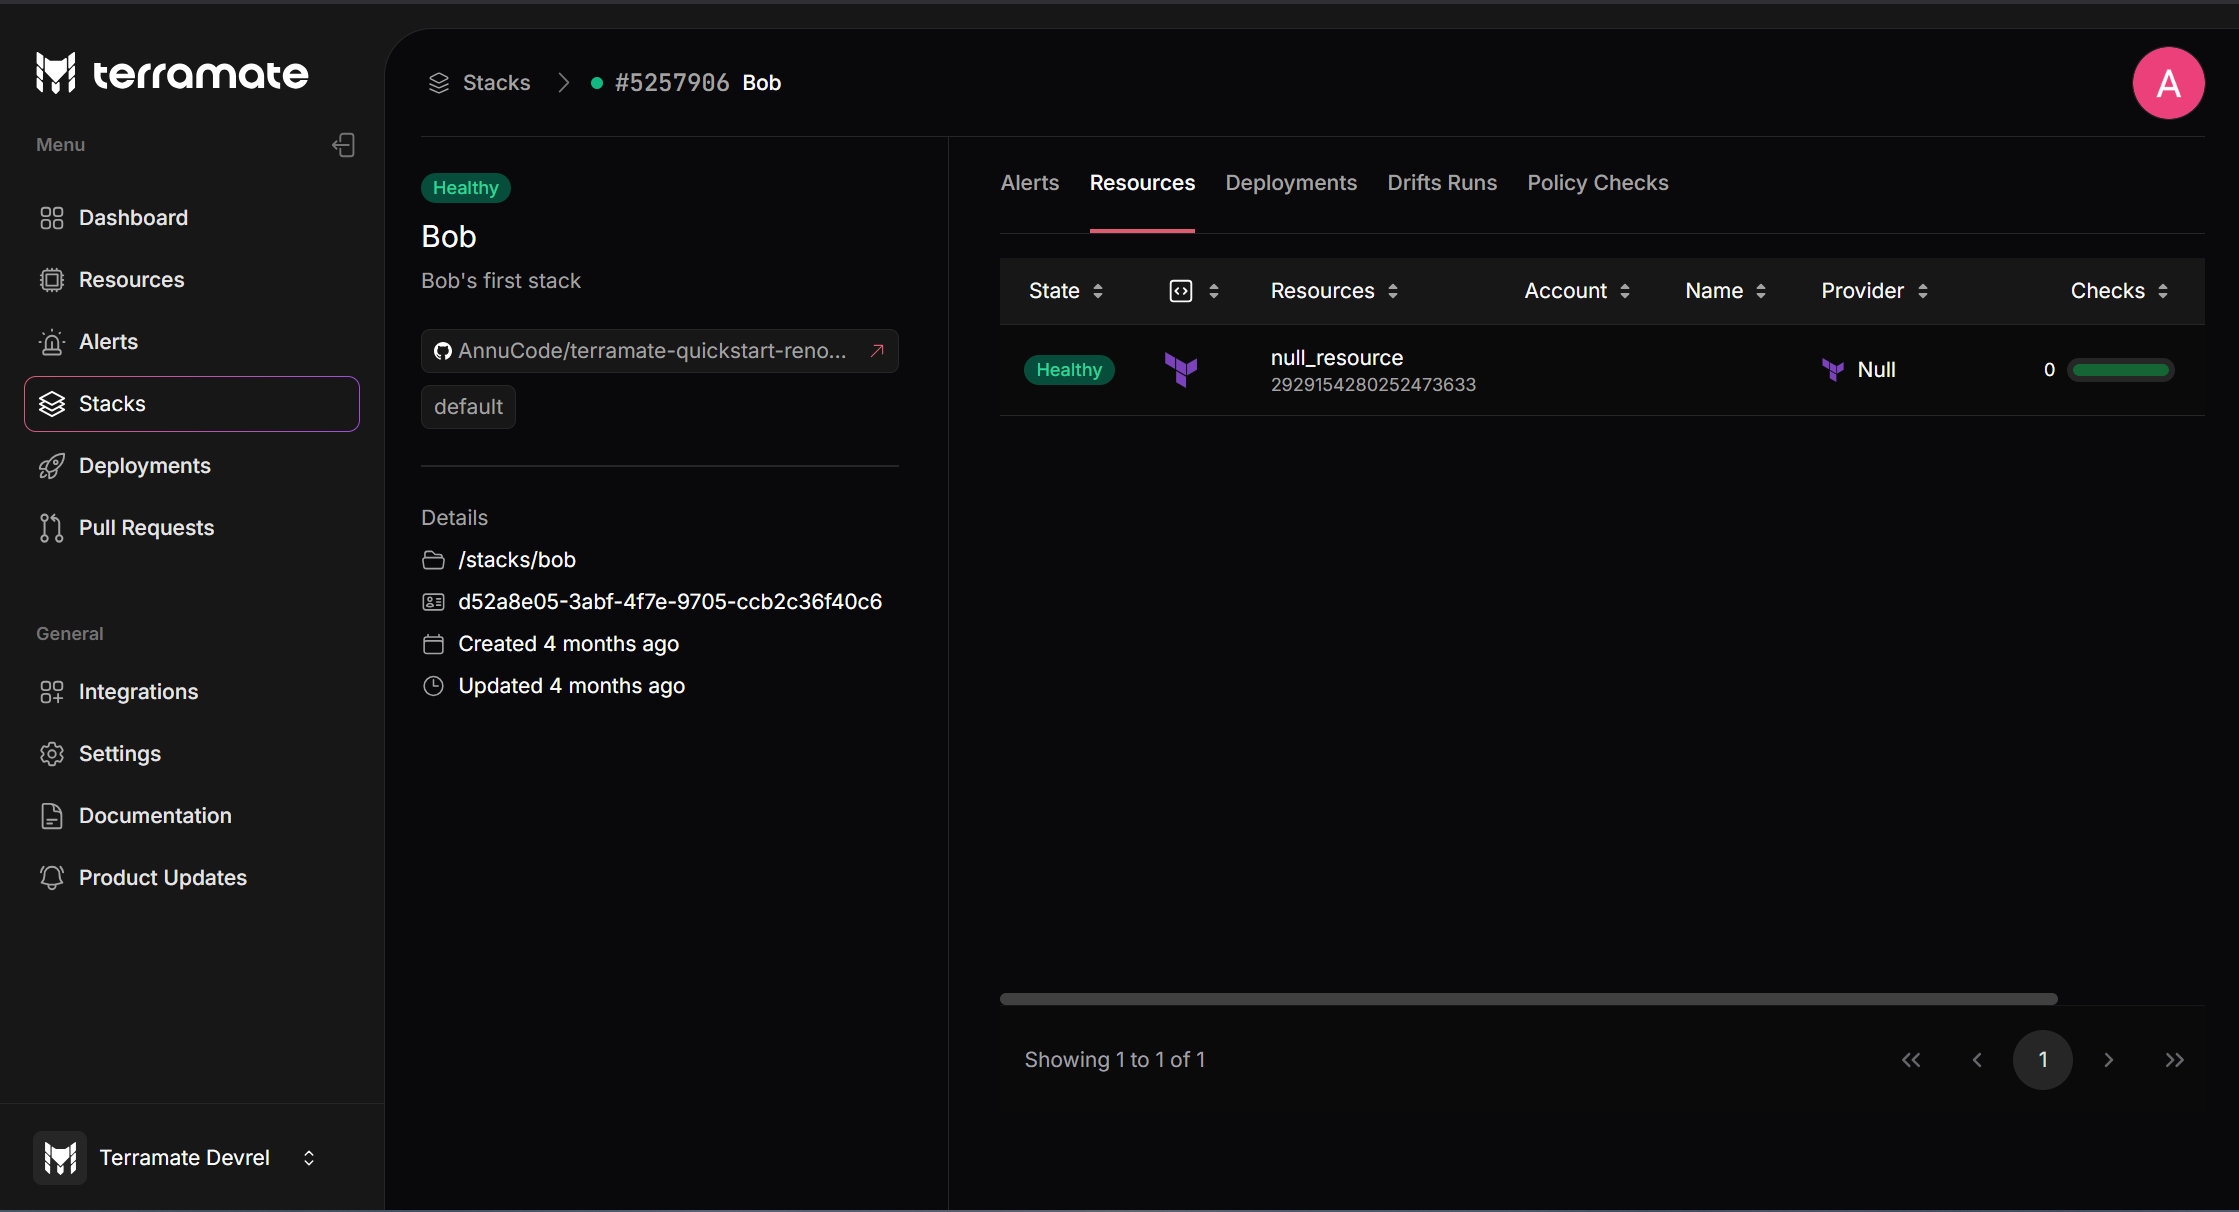 terramate
Menu
Dashboard
Resources
Alerts
Stacks
Deployments
Pull Requests
General
Integrations
Settings
Documentation
Product Updates
Terramate Devrel
Stacks #5257906 Bob
A
Healthy
Bob
Bob's first stack
AnnuCode/terramate-quickstart-reno...
default
Details
/stacks/bob
d52a8e05-3abf-4f7e-9705-ccb2c36f40c6
Created 4 months ago
Updated 4 months ago
Alerts Resources Deployments Drifts Runs Policy Checks
State Resources Account Name Provider Checks
Healthy null_resource Null 0
2929154280252473633
Showing 1 to 1 of 1
1